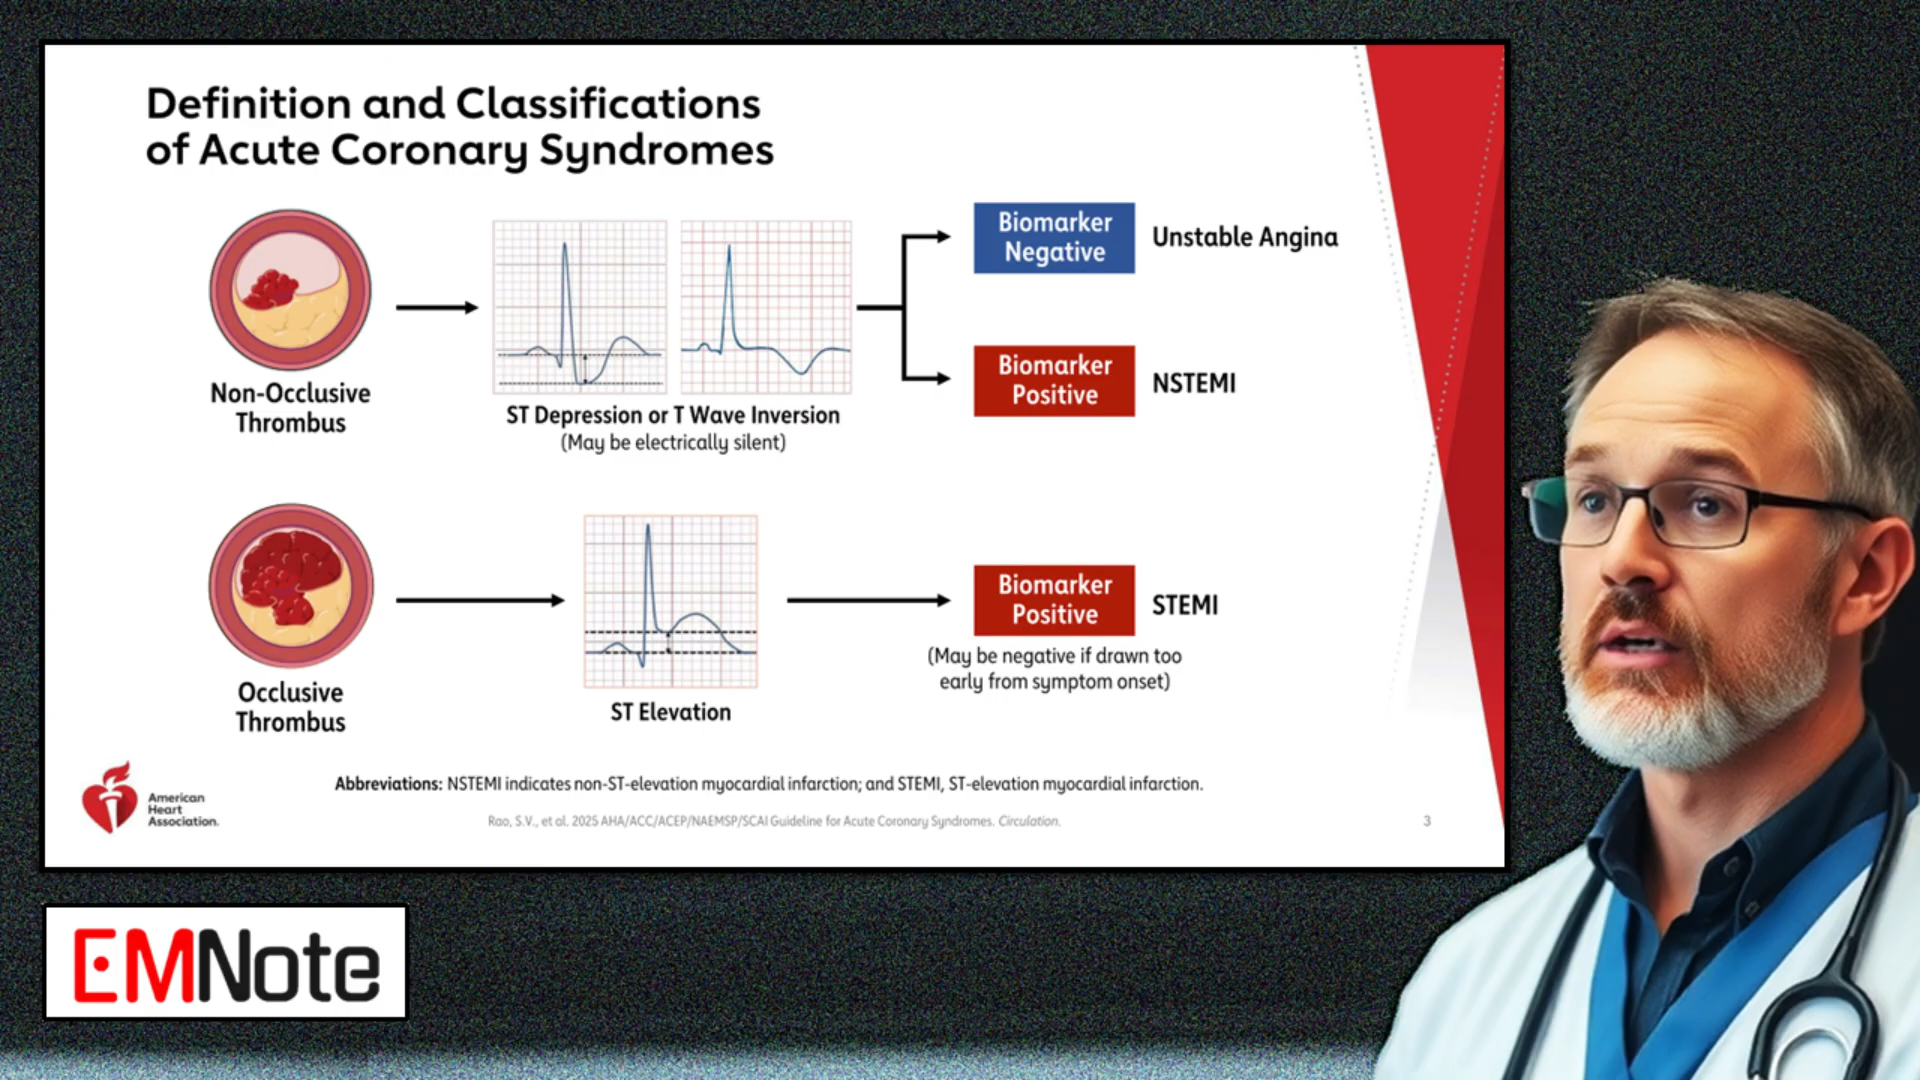 Definition and Classifications
of Acute Coronary Syndromes
Non-Occlusive
Thrombus
ST Depression or T Wave Inversion
(May be electrically silent)
Biomarker
Negative
Unstable Angina
Biomarker
Positive
NSTEMI
Occlusive
Thrombus
ST Elevation
Biomarker
Positive
STEMI
(May be negative if drawn too
early from symptom onset)
Abbreviations: NSTEMI indicates non-ST-elevation myocardial infarction; and STEMI, ST-elevation myocardial infarction.
American
Heart
Association.
Rao, S.V., et al. 2025 AHA/ACC/ACEP/NAEMSP/SCAI Guideline for Acute Coronary Syndromes. Circulation.
3
EMNote